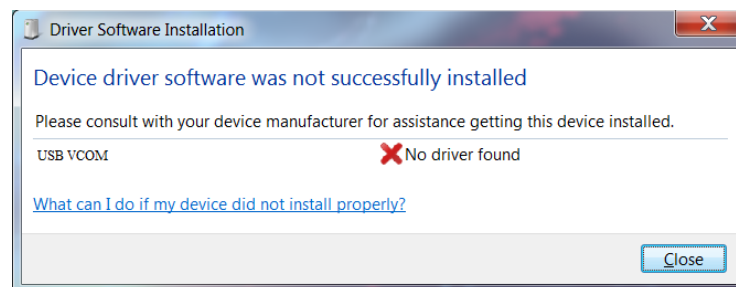 Driver Software Installation
Device driver software was not successfully installed
Please consult with your device manufacturer for assistance getting this device installed.
USB VCOM No driver found
What can I do if my device did not install properly?
Close